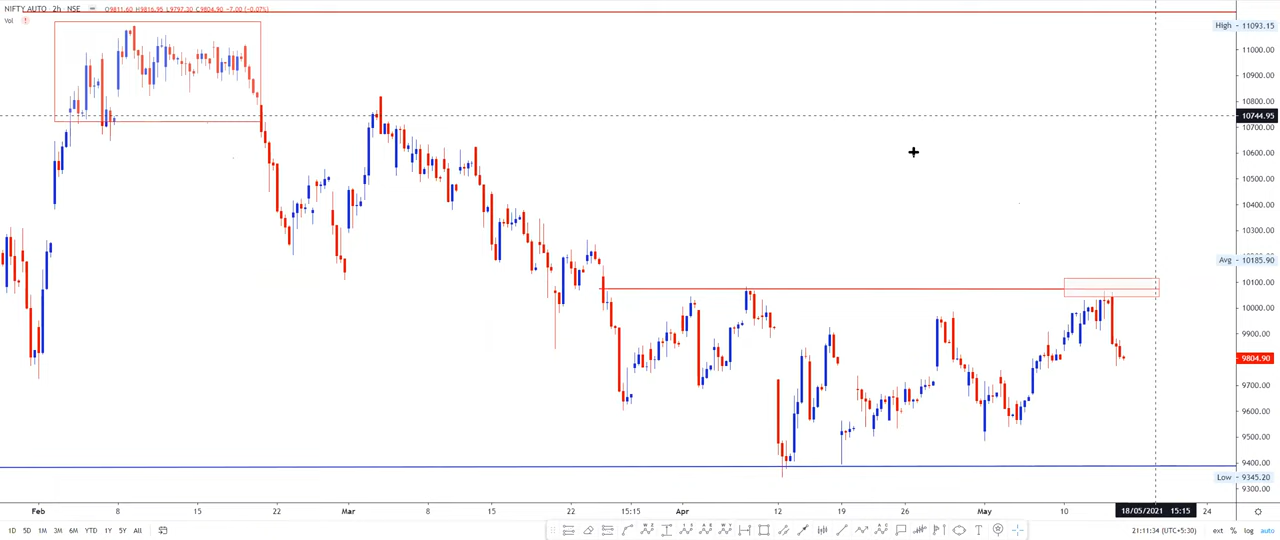 NIFTY AUTO 2h NSE O9811.60 H9816.95 L9797.30 C9804.90 -7.00 (-0.07%)
Vol
High 11093.15
11000.00
10900.00
10800.00
10744.95
10700.00
10600.00
10500.00
10400.00
10300.00
Avg 10185.90
10100.00
10000.00
9900.00
9804.90
9700.00
9600.00
9500.00
9400.00
Low 9345.20
9300.00
Feb 8 15 22 Mar 8 15 22 15:15 Apr 12 19 26 May 10 18/05/2021 15:15 24
1D 5D 1M 3M 6M YTD 1Y 5Y All 21:11:34 (UTC+5:30) ext % log auto